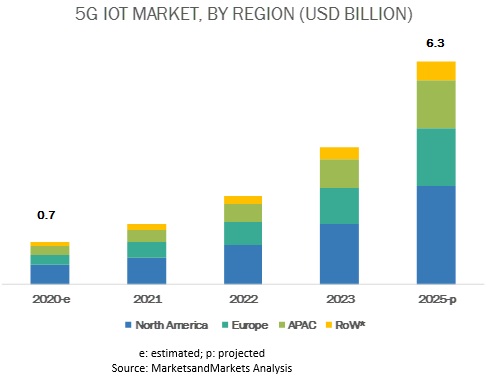 5G IOT MARKET, BY REGION (USD BILLION)
6.3
0.7
2020-e 2021 2022 2023 2025-p
North America Europe APAC RoW*
e: estimated; p: projected
Source: MarketsandMarkets Analysis